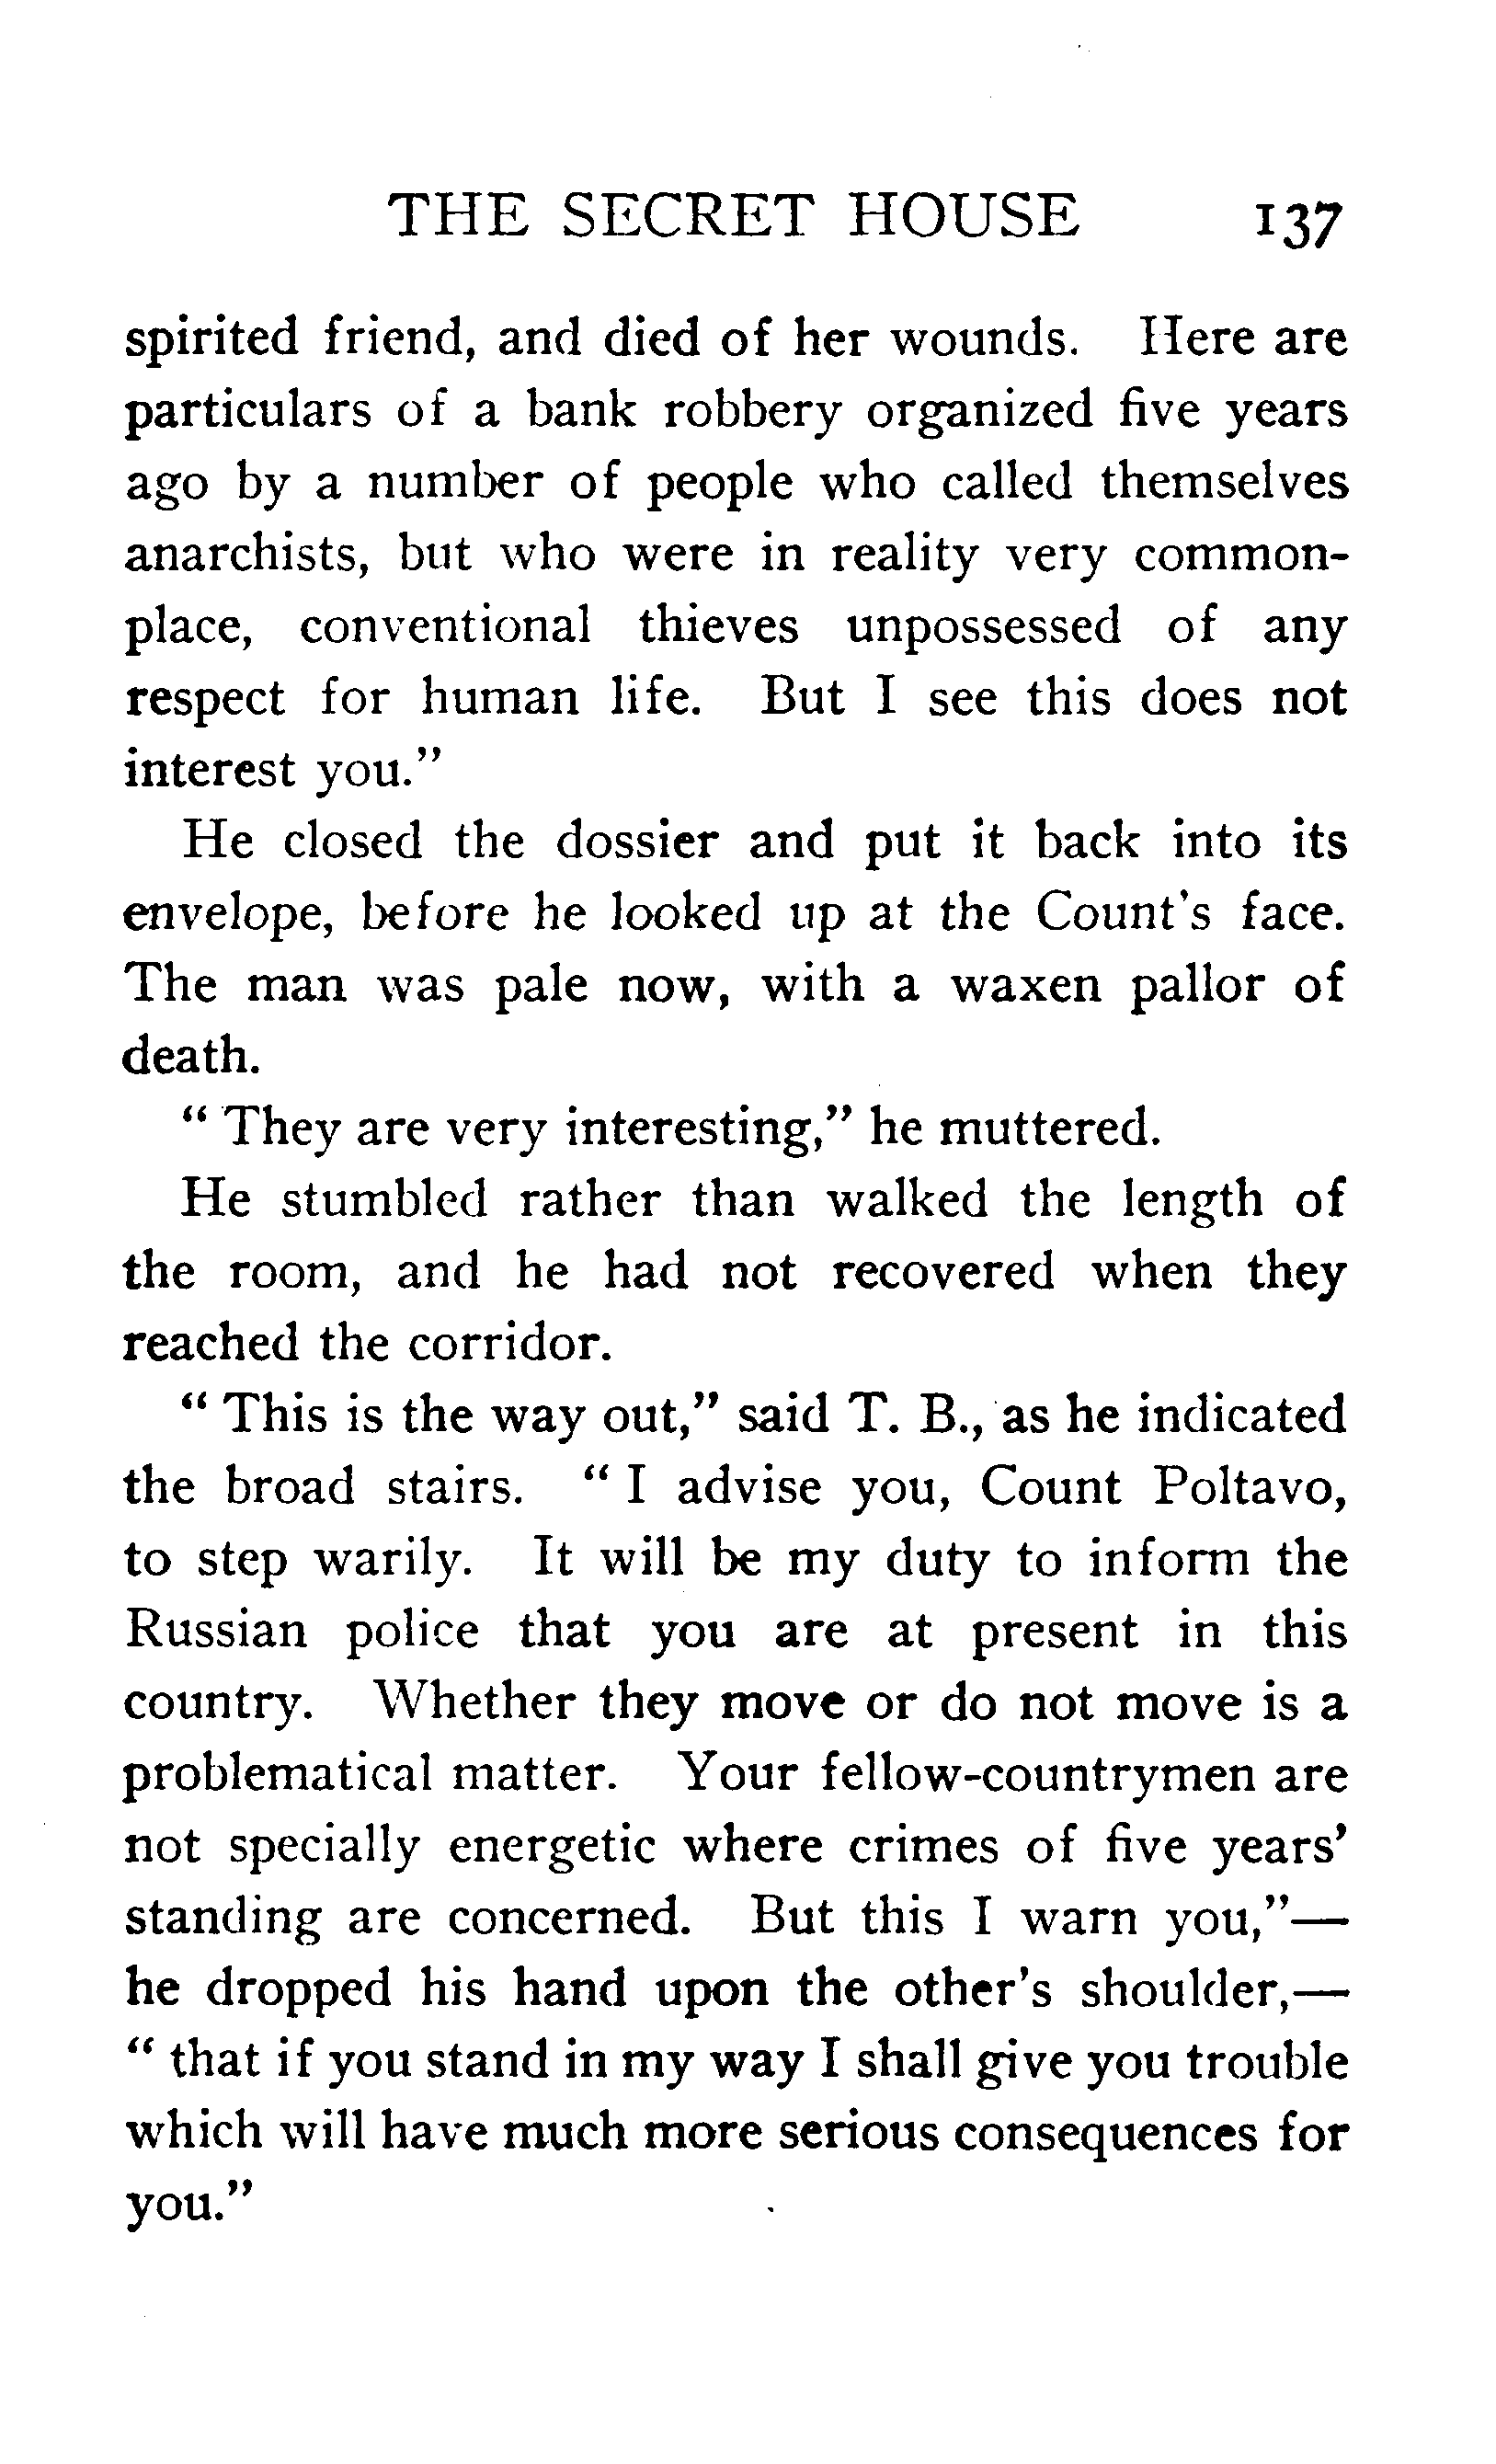 THE SECRET HOUSE 137
spirited friend, and died of her wounds. Here are
particulars of a bank robbery organized five years
ago by a number of people who called themselves
anarchists, but who were in reality very common-
place, conventional thieves unpossessed of any
respect for human life. But I see this does not
interest you."
He closed the dossier and put it back into its
envelope, before he looked up at the Count's face.
The man was pale now, with a waxen pallor of
death.
" They are very interesting," he muttered.
He stumbled rather than walked the length of
the room, and he had not recovered when they
reached the corridor.
" This is the way out," said T. B., as he indicated
the broad stairs. " I advise you, Count Poltavo,
to step warily. It will be my duty to inform the
Russian police that you are at present in this
country. Whether they move or do not move is a
problematical matter. Your fellow-countrymen are
not specially energetic where crimes of five years'
standing are concerned. But this I warn you,"—
he dropped his hand upon the other's shoulder,—
" that if you stand in my way I shall give you trouble
which will have much more serious consequences for
you."